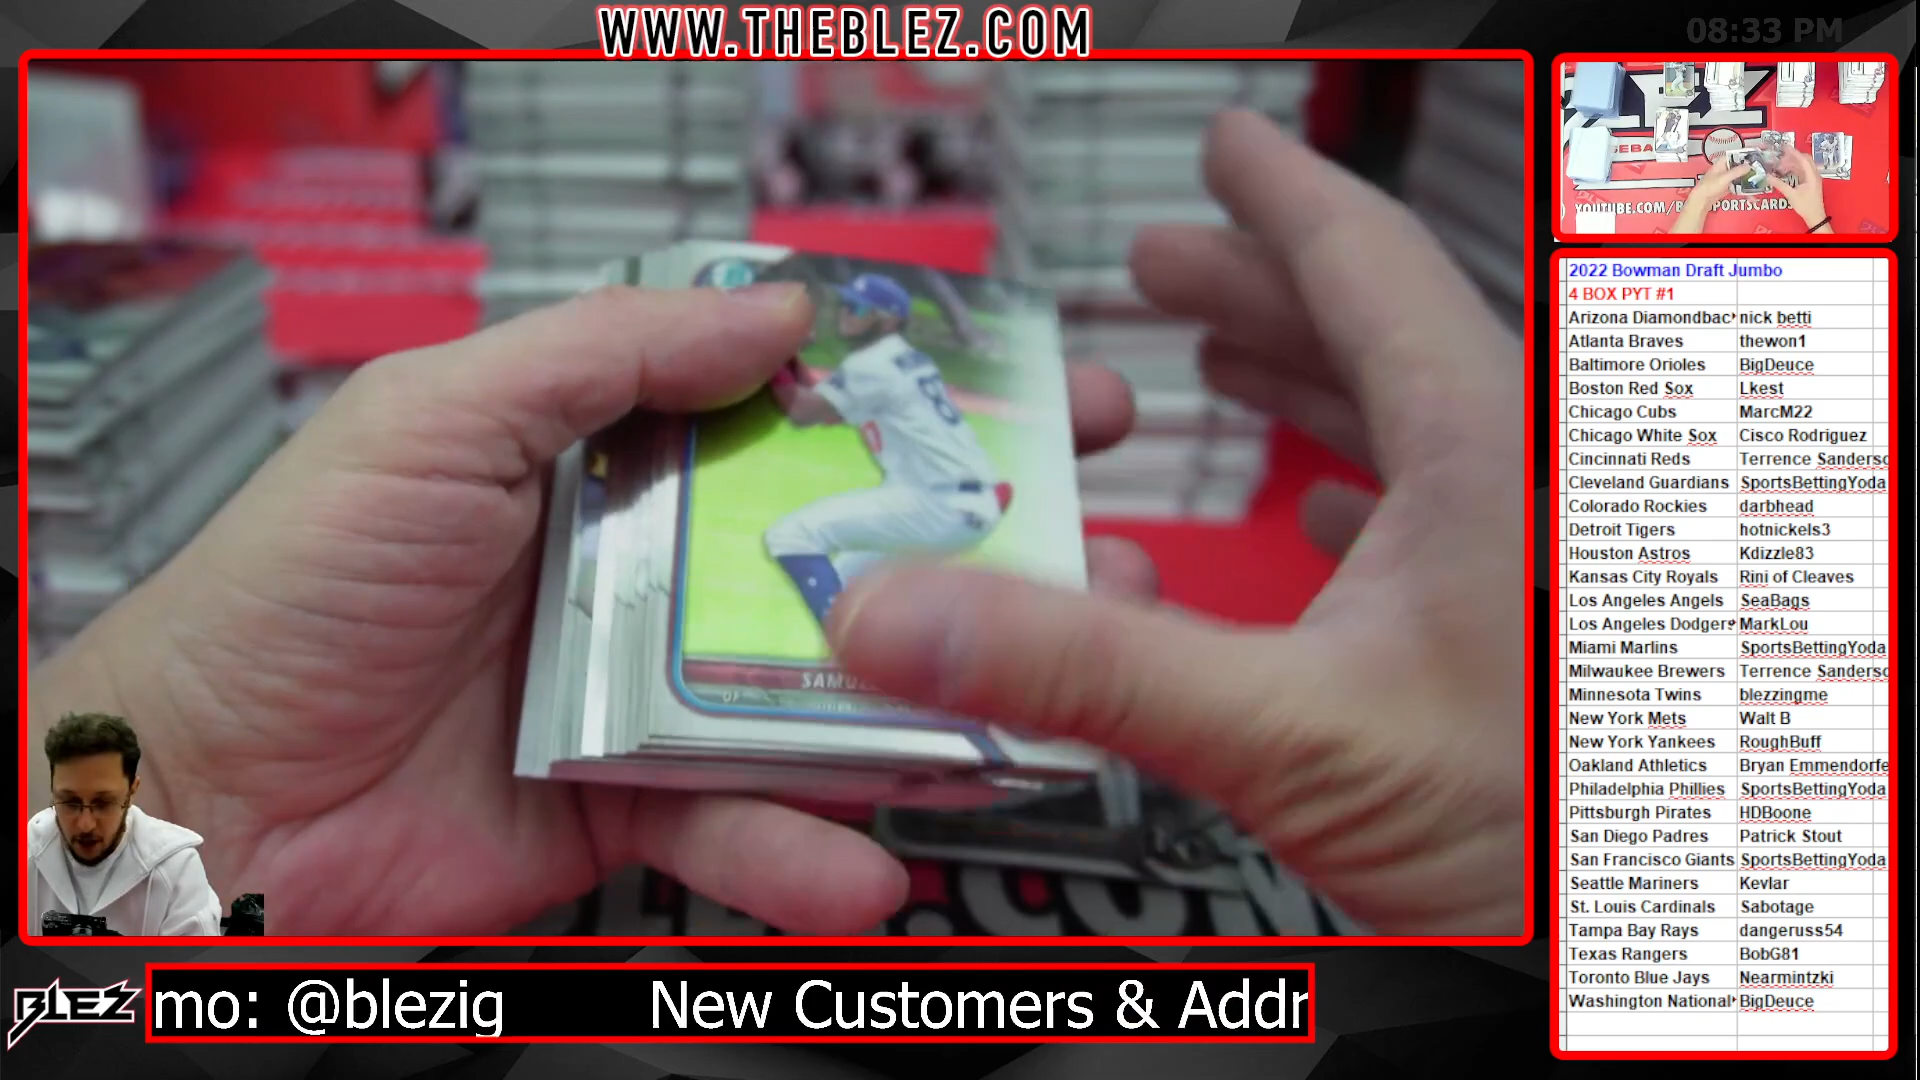 WWW.THEBLEZ.COM
08:33 PM
YOUTUBE.COM/
SPORTSCARDS
2022 Bowman Draft Jumbo
4 BOX PYT #1
Arizona Diamondbac nick betti
Atlanta Braves thewon1
Baltimore Orioles BigDeuce
Boston Red Sox Lkest
Chicago Cubs MarcM22
Chicago White Sox Cisco Rodriguez
Cincinnati Reds Terrence Sanderso
Cleveland Guardians SportsBettingYoda
Colorado Rockies darbhead
Detroit Tigers hotnickels3
Houston Astros Kdizzle83
Kansas City Royals Rini of Cleaves
Los Angeles Angels SeaBags
Los Angeles Dodgers MarkLou
Miami Marlins SportsBettingYoda
Milwaukee Brewers Terrence Sanderso
Minnesota Twins blezzingme
New York Mets Walt B
New York Yankees RoughBuff
Oakland Athletics Bryan Emmendorfe
Philadelphia Phillies SportsBettingYoda
Pittsburgh Pirates HDBoone
San Diego Padres Patrick Stout
San Francisco Giants SportsBettingYoda
Seattle Mariners Kevlar
St. Louis Cardinals Sabotage
Tampa Bay Rays dangeruss54
Texas Rangers BobG81
Toronto Blue Jays Nearmintzki
Washington National BigDeuce
SAMU
OF
BLEZ
mo: @blezig New Customers & Addr